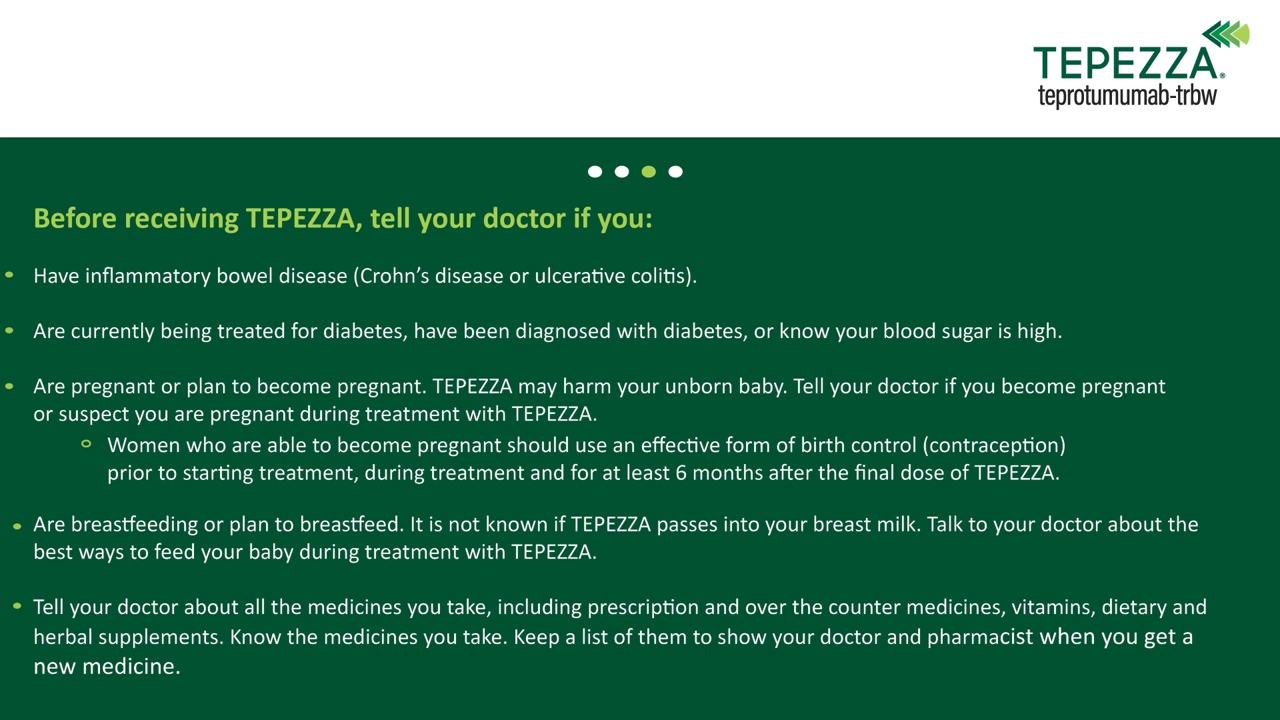 TEPEZZA®
teprotumumab-trbw
Before receiving TEPEZZA, tell your doctor if you:
• Have inflammatory bowel disease (Crohn’s disease or ulcerative colitis).
• Are currently being treated for diabetes, have been diagnosed with diabetes, or know your blood sugar is high.
• Are pregnant or plan to become pregnant. TEPEZZA may harm your unborn baby. Tell your doctor if you become pregnant
or suspect you are pregnant during treatment with TEPEZZA.
o Women who are able to become pregnant should use an effective form of birth control (contraception)
prior to starting treatment, during treatment and for at least 6 months after the final dose of TEPEZZA.
• Are breastfeeding or plan to breastfeed. It is not known if TEPEZZA passes into your breast milk. Talk to your doctor about the
best ways to feed your baby during treatment with TEPEZZA.
• Tell your doctor about all the medicines you take, including prescription and over the counter medicines, vitamins, dietary and
herbal supplements. Know the medicines you take. Keep a list of them to show your doctor and pharmacist when you get a
new medicine.